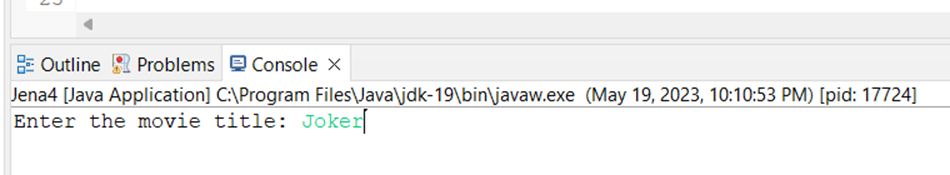 Outline Problems Console
Jena4 [Java Application] C:\Program Files\Java\jdk-19\bin\javaw.exe (May 19, 2023, 10:10:53 PM) [pid: 17724]
Enter the movie title: Joker